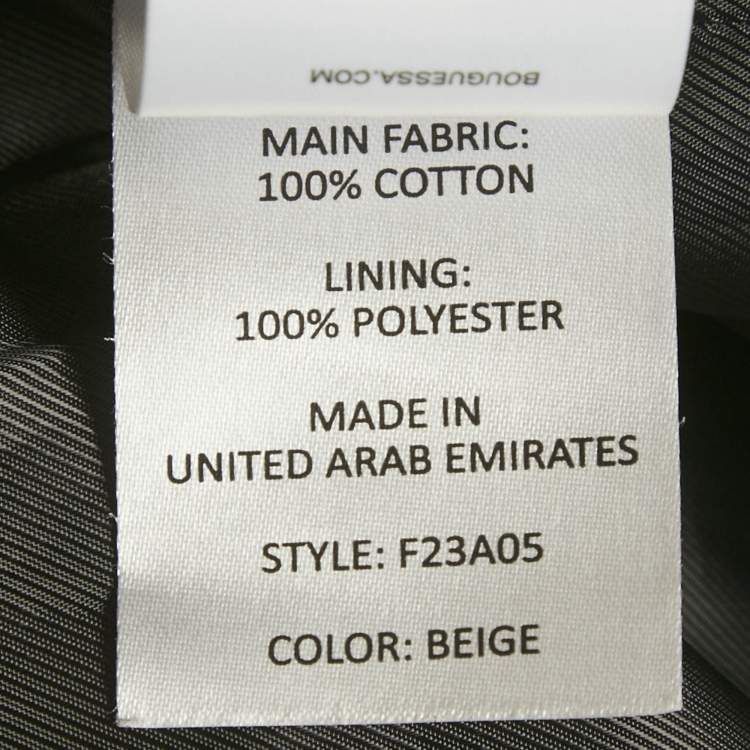 BOUGUESSA.COM
MAIN FABRIC:
100% COTTON
LINING:
100% POLYESTER
MADE IN
UNITED ARAB EMIRATES
STYLE: F23A05
COLOR: BEIGE